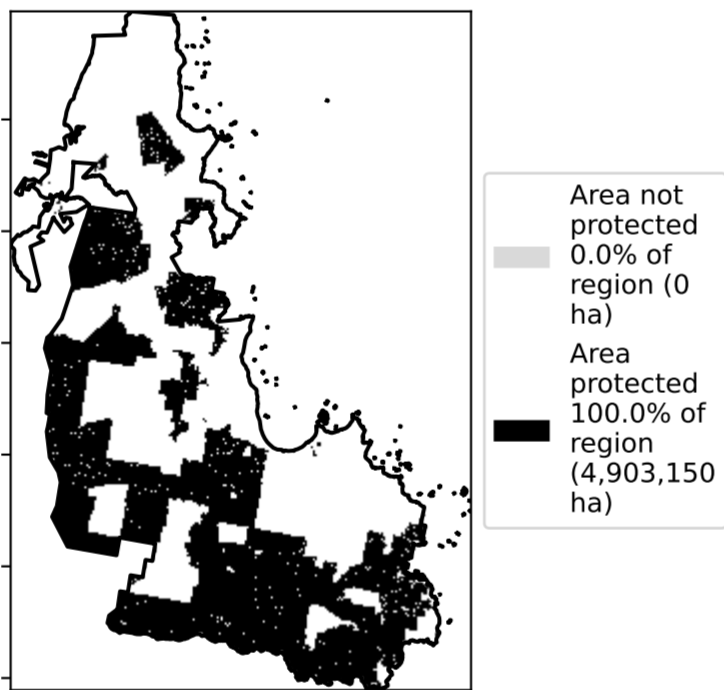 Area not
protected
0.0% of
region (0
ha)
Area
protected
100.0% of
region
(4,903,150
ha)